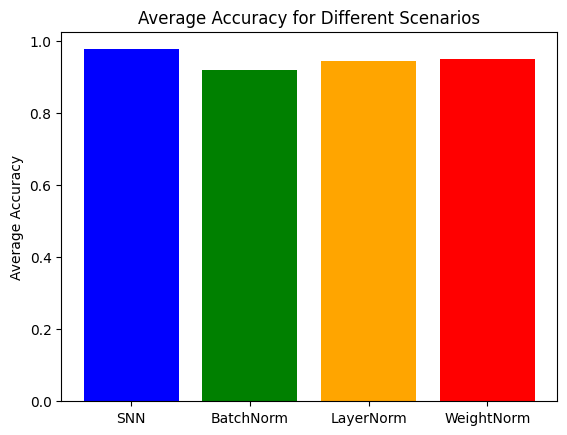 Average Accuracy for Different Scenarios
1.0
0.8
0.6
0.4
0.2
0.0
Average Accuracy
SNN
BatchNorm
LayerNorm
WeightNorm